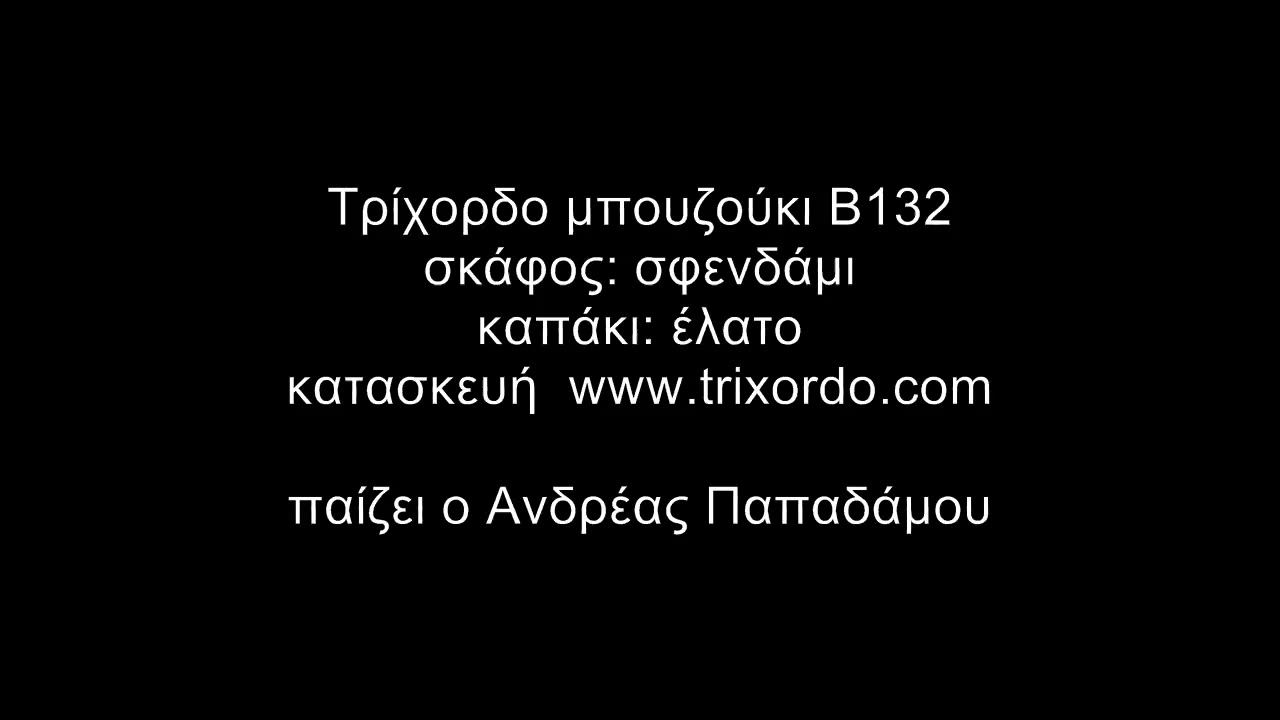 Τρίχορδο μπουζούκι Β132
σκάφος: σφενδάμι
καπάκι: έλατο
κατασκευή  www.trixordo.com
παίζει ο Ανδρέας Παπαδάμου